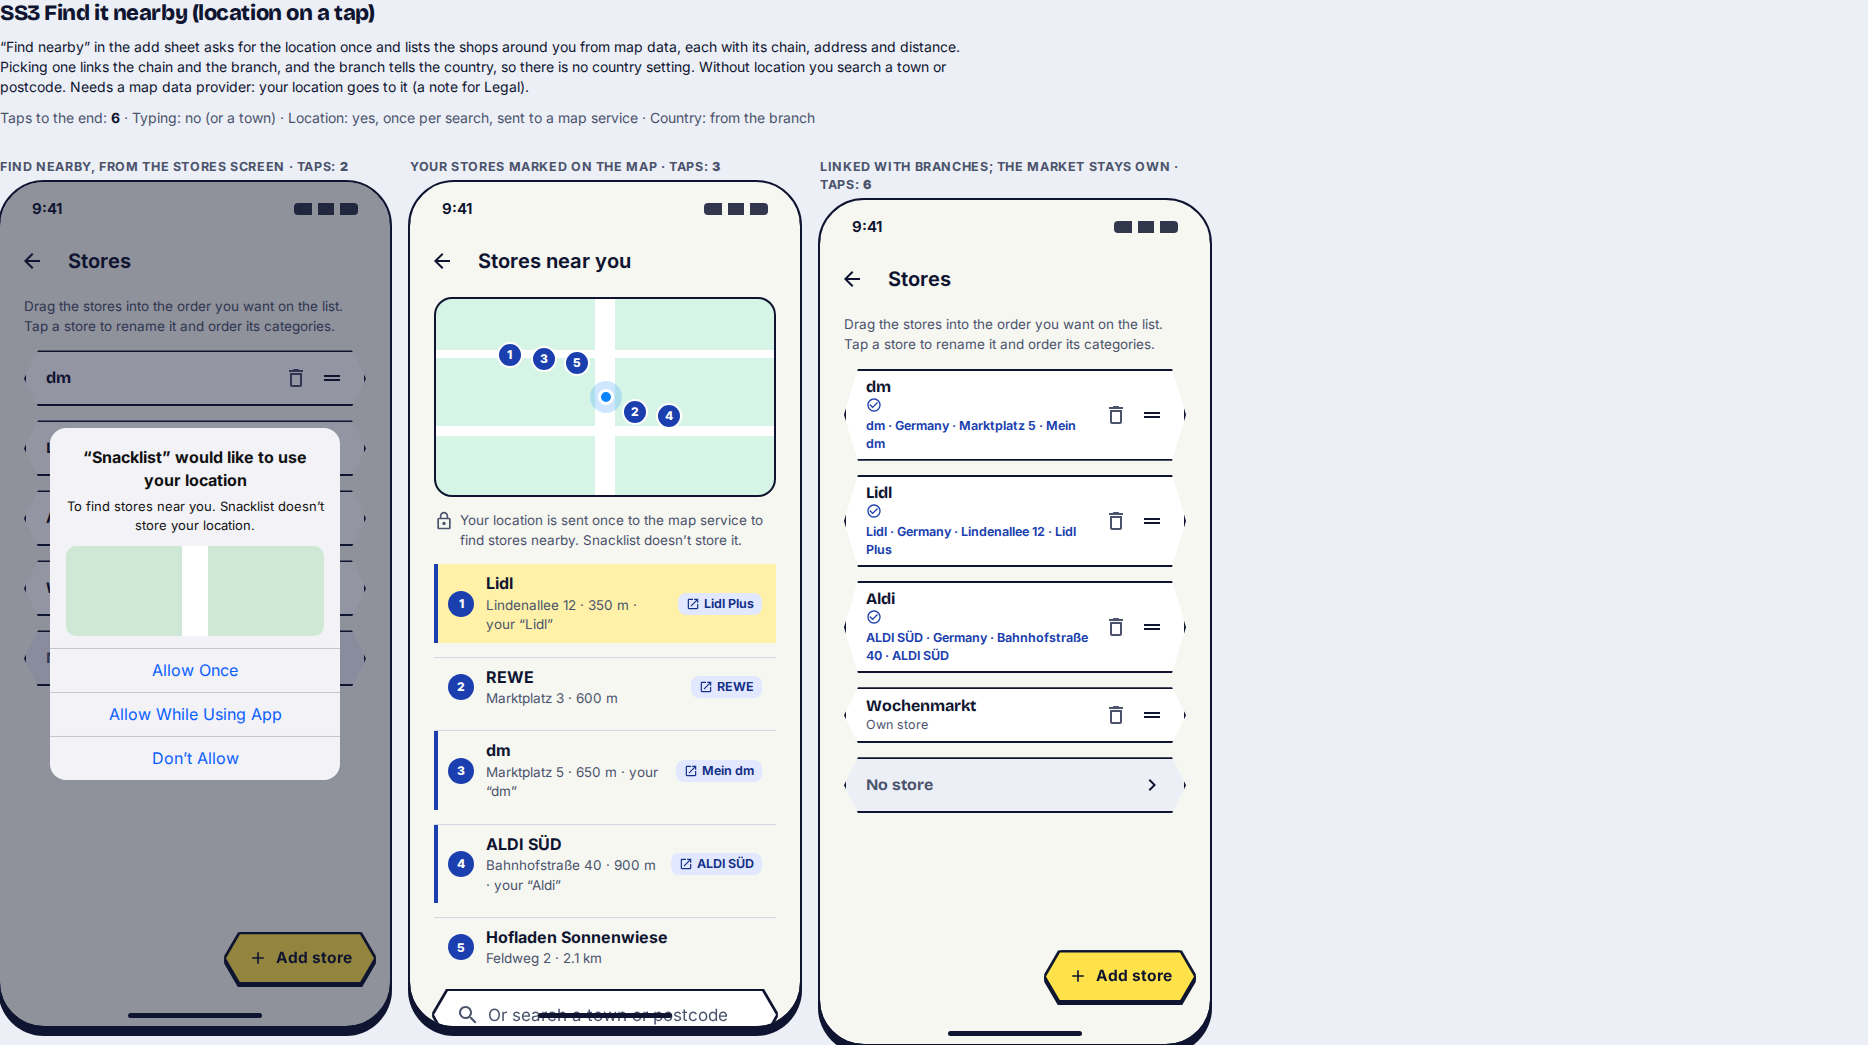 SS3 Find it nearby (location on a tap)
“Find nearby” in the add sheet asks for the location once and lists the shops around you from map data, each with its chain, address and distance.
Picking one links the chain and the branch, and the branch tells the country, so there is no country setting. Without location you search a town or
postcode. Needs a map data provider: your location goes to it (a note for Legal).
Taps to the end: 6 · Typing: no (or a town) · Location: yes, once per search, sent to a map service · Country: from the branch
FIND NEARBY, FROM THE STORES SCREEN · TAPS: 2
9:41
Stores
Drag the stores into the order you want on the list.
Tap a store to rename it and order its categories.
dm
“Snacklist” would like to use
your location
To find stores near you. Snacklist doesn’t
store your location.
Allow Once
Allow While Using App
Don’t Allow
Add store
YOUR STORES MARKED ON THE MAP · TAPS: 3
9:41
Stores near you
1
3
5
2
4
Your location is sent once to the map service to
find stores nearby. Snacklist doesn’t store it.
1
Lidl
Lindenallee 12 · 350 m ·
your “Lidl”
Lidl Plus
2
REWE
Marktplatz 3 · 600 m
REWE
3
dm
Marktplatz 5 · 650 m · your
“dm”
Mein dm
4
ALDI SÜD
Bahnhofstraße 40 · 900 m
· your “Aldi”
ALDI SÜD
5
Hofladen Sonnenwiese
Feldweg 2 · 2.1 km
Or search a town or postcode
LINKED WITH BRANCHES; THE MARKET STAYS OWN ·
TAPS: 6
9:41
Stores
Drag the stores into the order you want on the list.
Tap a store to rename it and order its categories.
dm
dm · Germany · Marktplatz 5 · Mein
dm
Lidl
Lidl · Germany · Lindenallee 12 · Lidl
Plus
Aldi
ALDI SÜD · Germany · Bahnhofstraße
40 · ALDI SÜD
Wochenmarkt
Own store
No store
Add store